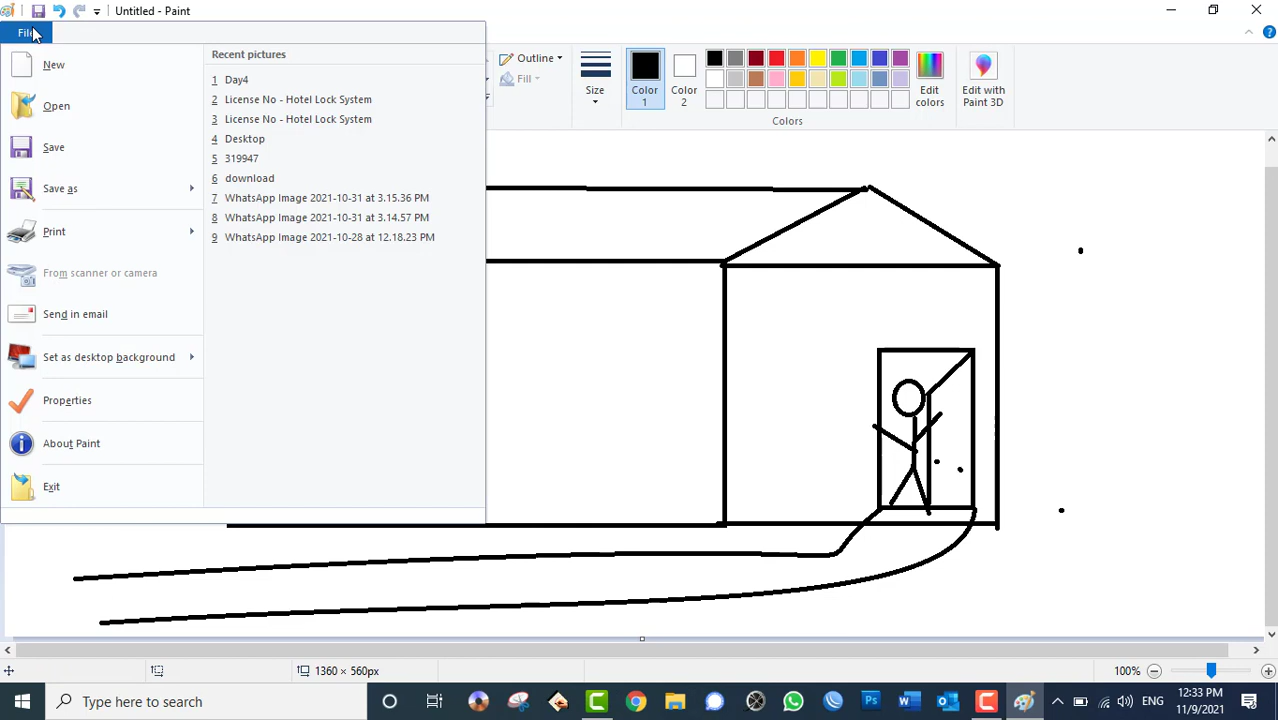 Untitled - Paint
File
New
Open
Save
Save as
Print
From scanner or camera
Send in email
Set as desktop background
Properties
About Paint
Exit
Recent pictures
1 Day4
2 License No - Hotel Lock System
3 License No - Hotel Lock System
4 Desktop
5 319947
6 download
7 WhatsApp Image 2021-10-31 at 3.15.36 PM
8 WhatsApp Image 2021-10-31 at 3.14.57 PM
9 WhatsApp Image 2021-10-28 at 12.18.23 PM
Outline
Fill
Size
Color 1
Color 2
Edit colors
Edit with Paint 3D
Colors
1360 × 560px
100%
Type here to search
Ps
ENG
12:33 PM
11/9/2021